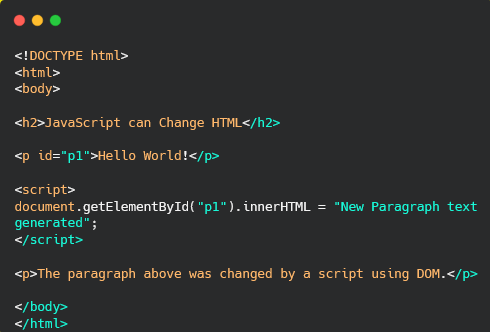 <!DOCTYPE html>
<html>
<body>
<h2>JavaScript can Change HTML</h2>
<p id="p1">Hello World!</p>
<script>
document.getElementById("p1").innerHTML = "New Paragraph text
generated";
</script>
<p>The paragraph above was changed by a script using DOM.</p>
</body>
</html>